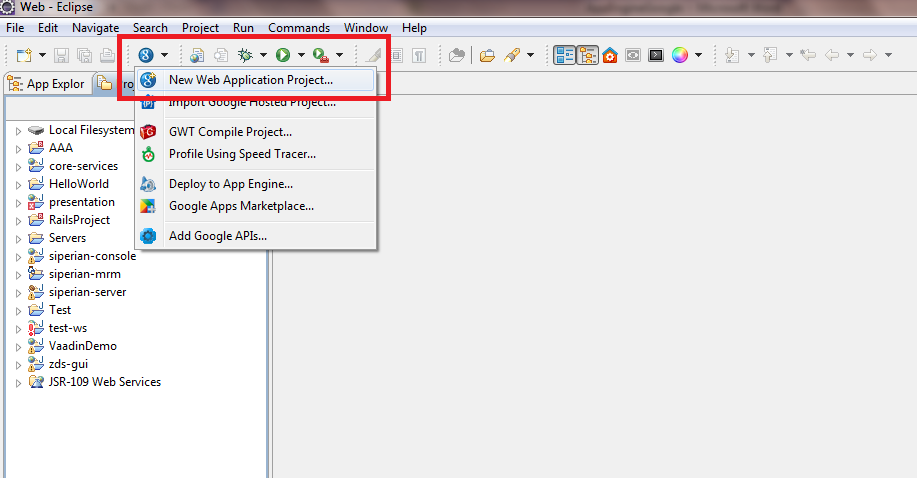 Web - Eclipse
File Edit Navigate Search Project Run Commands Window Help
New Web Application Project...
App Explor
Import Google Hosted Project...
GWT Compile Project...
Profile Using Speed Tracer...
Deploy to App Engine...
Google Apps Marketplace...
Add Google APIs...
Local Filesystem
AAA
core-services
HelloWorld
presentation
RailsProject
Servers
siperian-console
siperian-mrm
siperian-server
Test
test-ws
VaadinDemo
zds-gui
JSR-109 Web Services